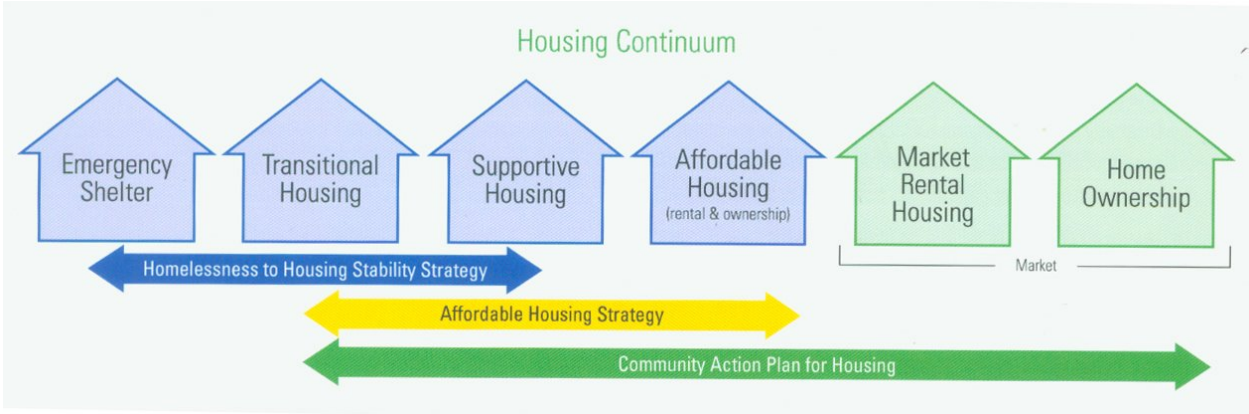 Housing Continuum
Emergency
Shelter
Transitional
Housing
Supportive
Housing
Affordable
Housing
(rental & ownership)
Market
Rental
Housing
Home
Ownership
Market
Homelessness to Housing Stability Strategy
Affordable Housing Strategy
Community Action Plan for Housing